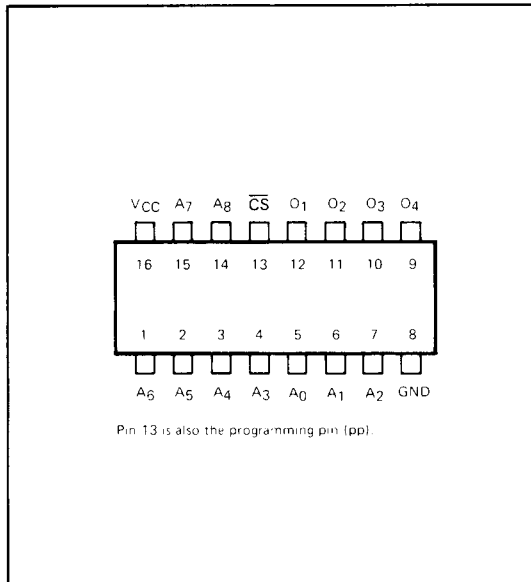 VCC A7 A8 C̅S̅ O1 O2 O3 O4
16 15 14 13 12 11 10 9
1 2 3 4 5 6 7 8
A6 A5 A4 A3 A0 A1 A2 GND
Pin 13 is also the programming pin (pp).